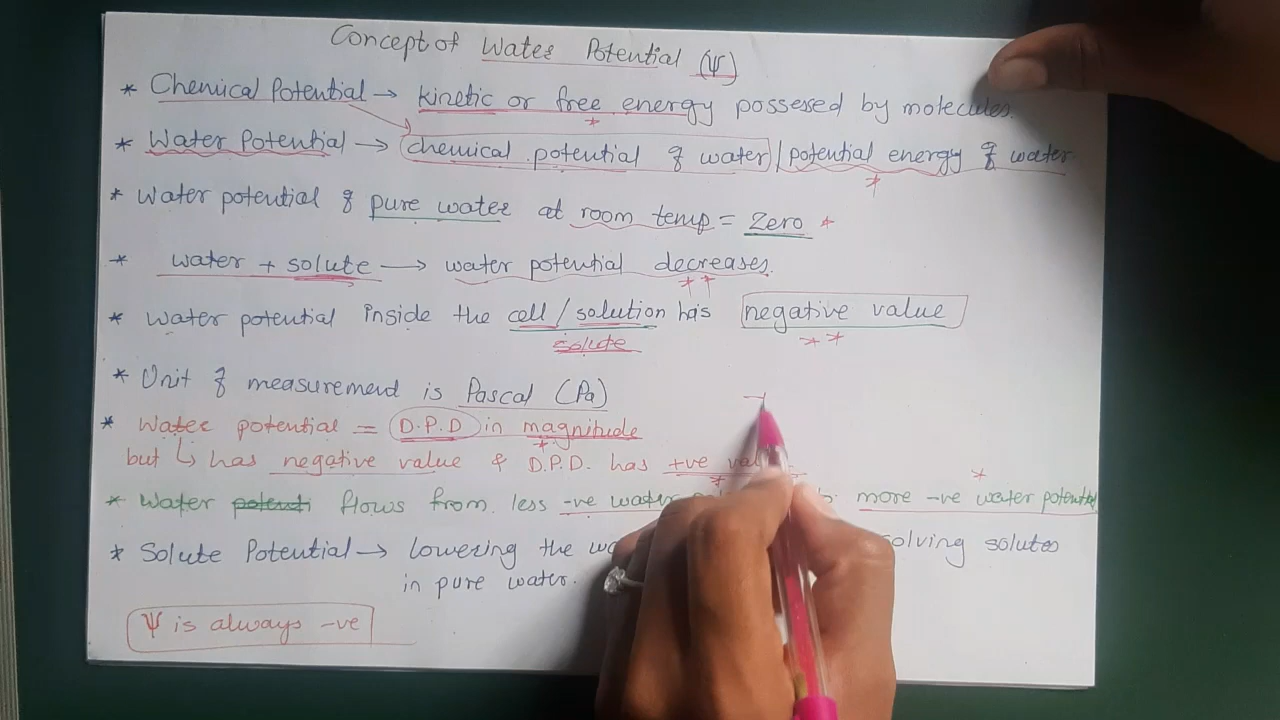 Concept of Water Potential (Ψ)
* Chemical Potential → kinetic or free energy possessed by molecules.
* Water Potential → chemical potential of water / potential energy of water
* Water potential of pure water at room temp = Zero *
* water + solute → water potential decreases.
* Water potential inside the cell / solution has negative value
solute
* Unit of measurement is Pascal (Pa)
* Water potential = D.P.D in magnitude
but ↳ has negative value & D.P.D. has +ve
* Water flows from less -ve water more -ve water potential
* Solute Potential → lowering the solutes
in pure water.
Ψ is always -ve